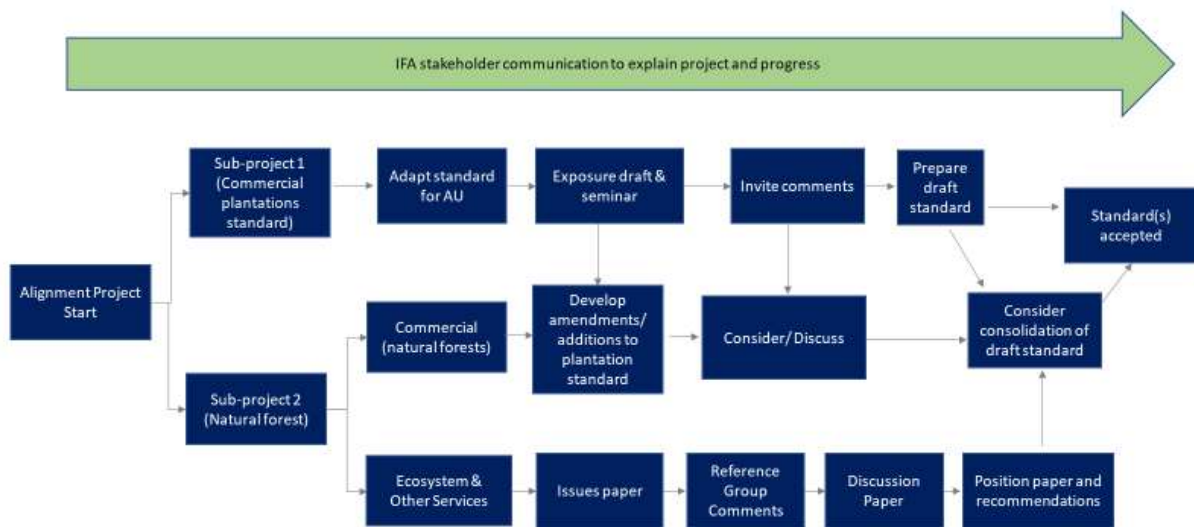 IFA stakeholder communication to explain project and progress
Sub-project 1
(Commercial
plantations
standard)
Adapt standard
for AU
Exposure draft &
seminar
Invite comments
Prepare
draft
standard
Standard(s)
accepted
Alignment Project
Start
Commercial
(natural forests)
Develop
amendments/
additions to
plantation
standard
Consider/ Discuss
Consider
consolidation of
draft standard
Sub-project 2
(Natural forest)
Ecosystem &
Other Services
Issues paper
Reference
Group
Comments
Discussion
Paper
Position paper and
recommendations